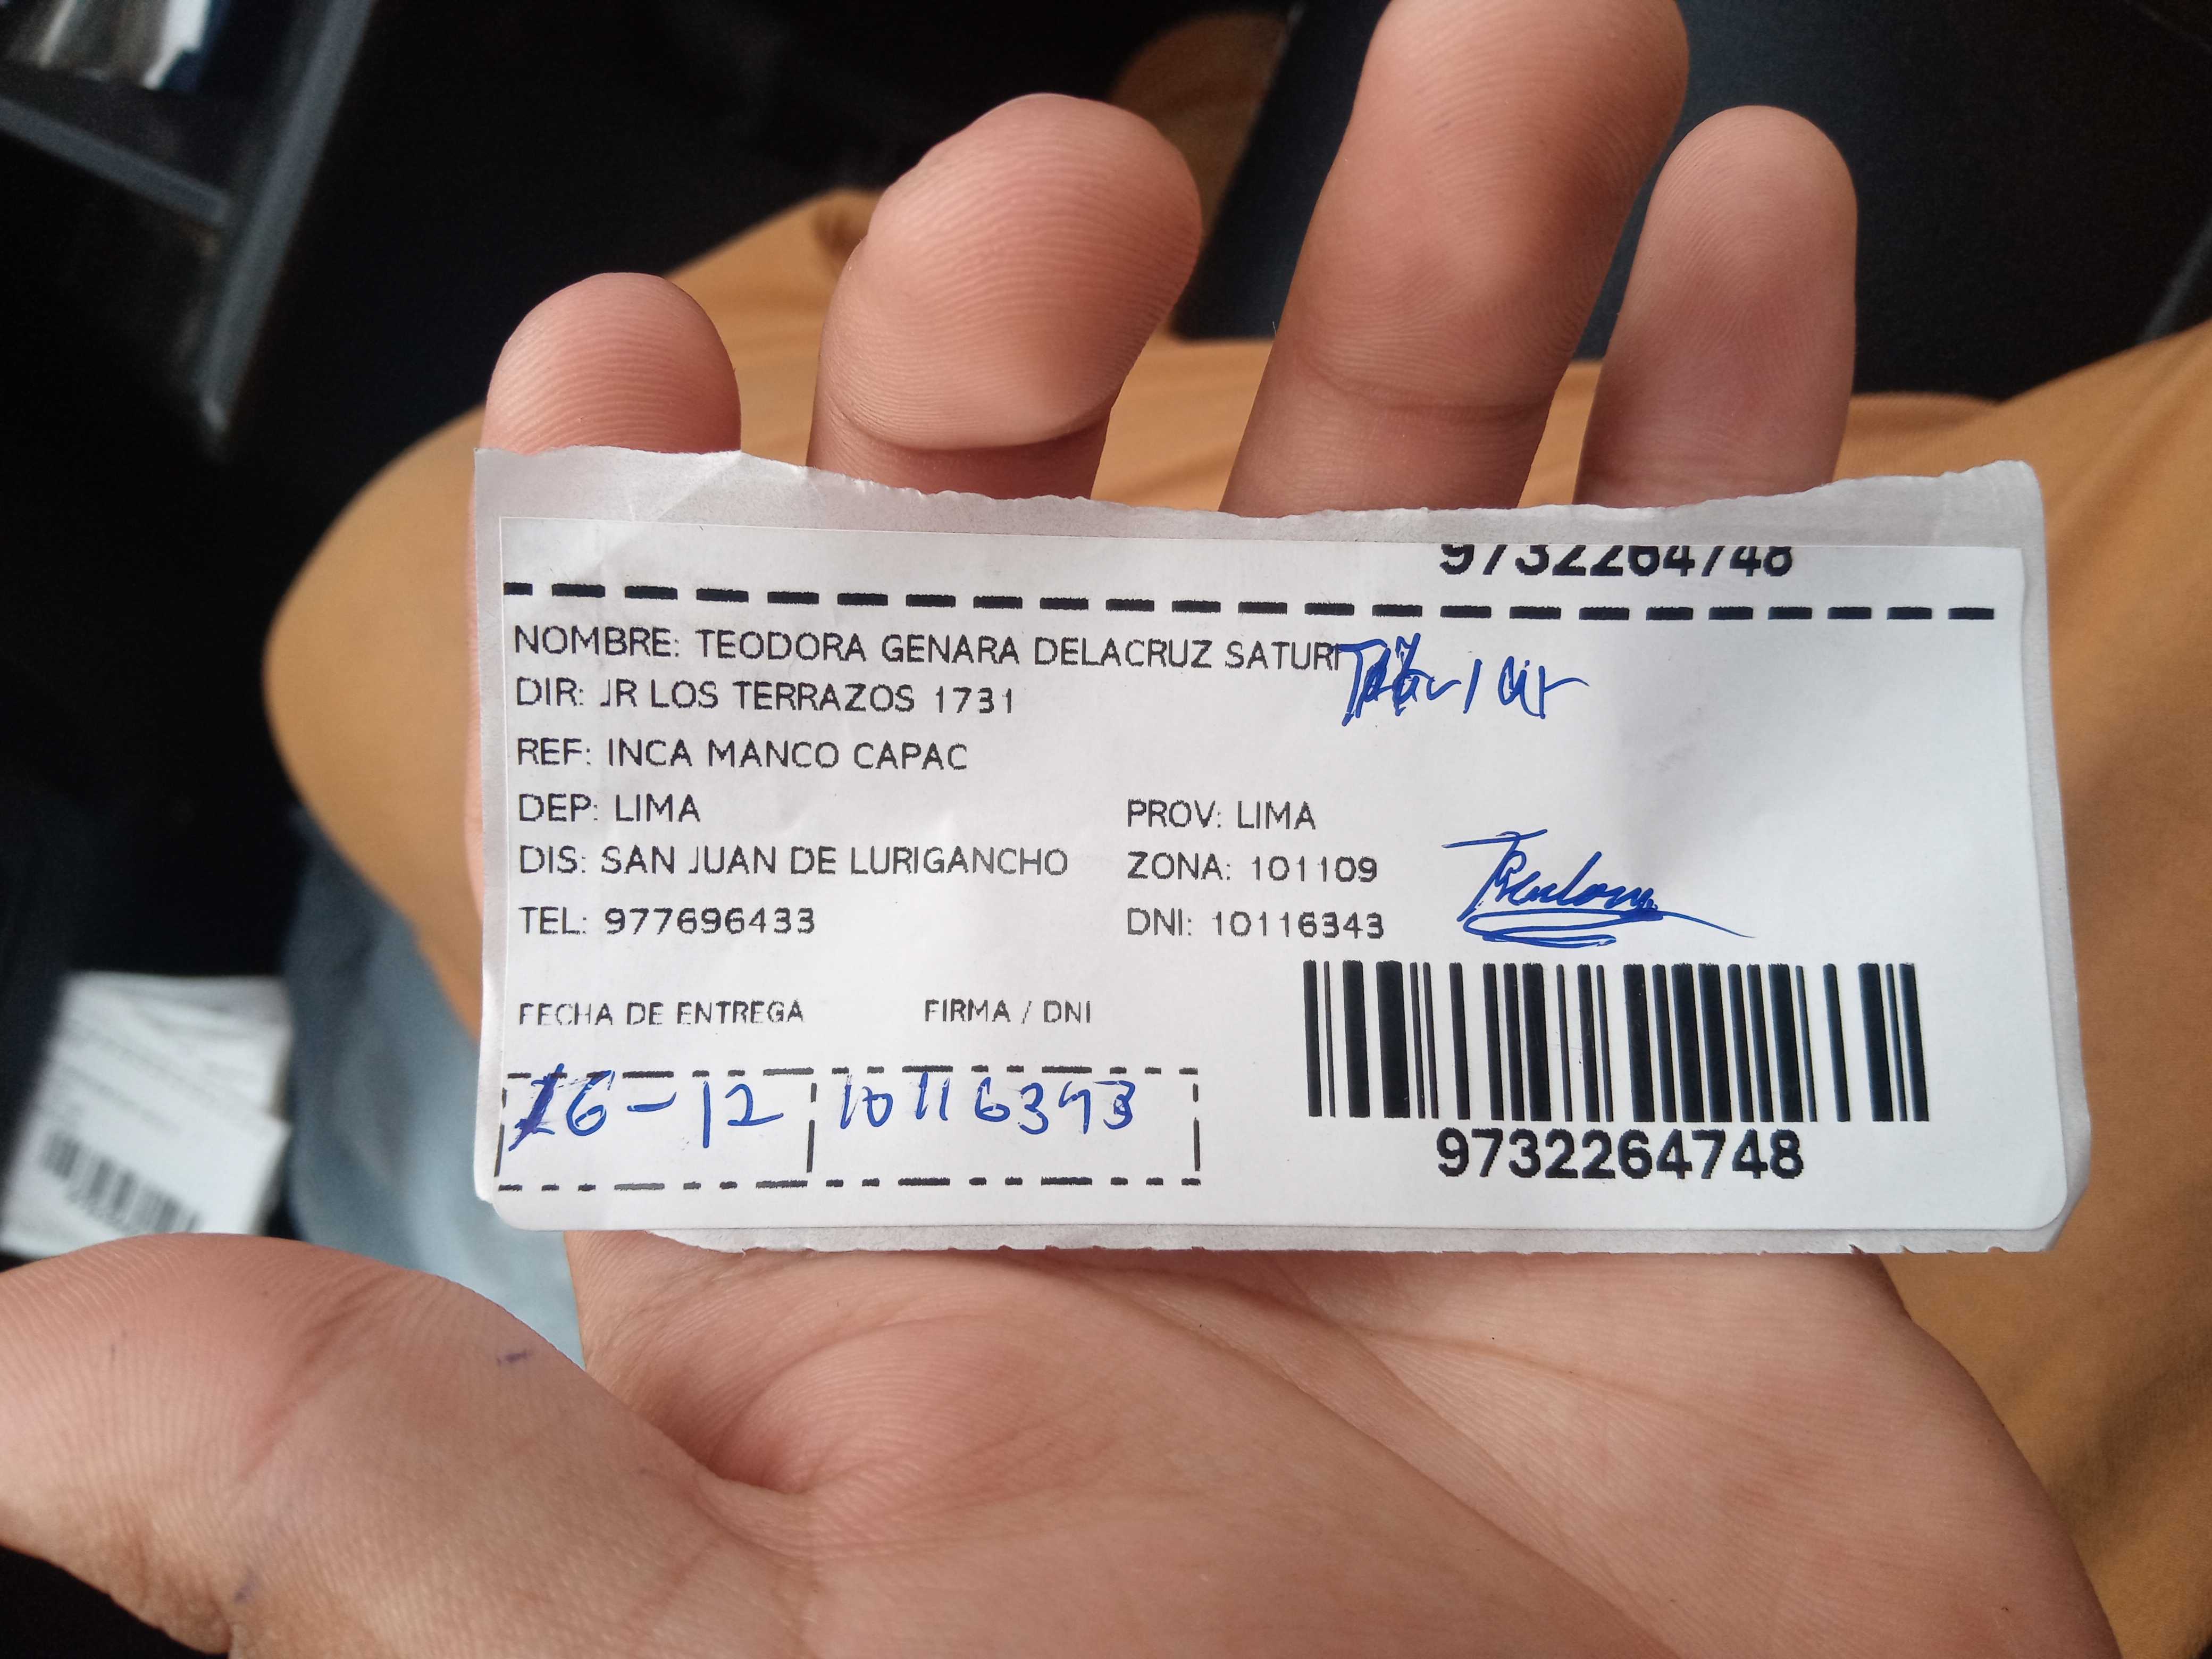 9732264748
NOMBRE: TEODORA GENARA DELACRUZ SATURI
DIR: JR LOS TERRAZOS 1731
REF: INCA MANCO CAPAC
DEP: LIMA PROV: LIMA
DIS: SAN JUAN DE LURIGANCHO ZONA: 101109
TEL: 977696433 DNI: 10116343
FECHA DE ENTREGA FIRMA / DNI
16-12 10116343
9732264748